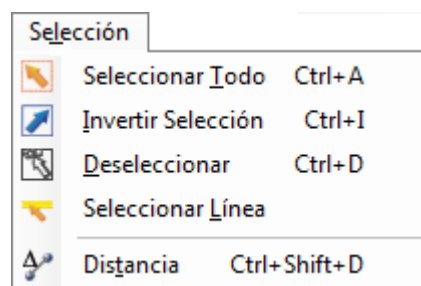 Selección
Seleccionar Todo Ctrl+A
Invertir Selección Ctrl+I
Deseleccionar Ctrl+D
Seleccionar Línea
Distancia Ctrl+Shift+D